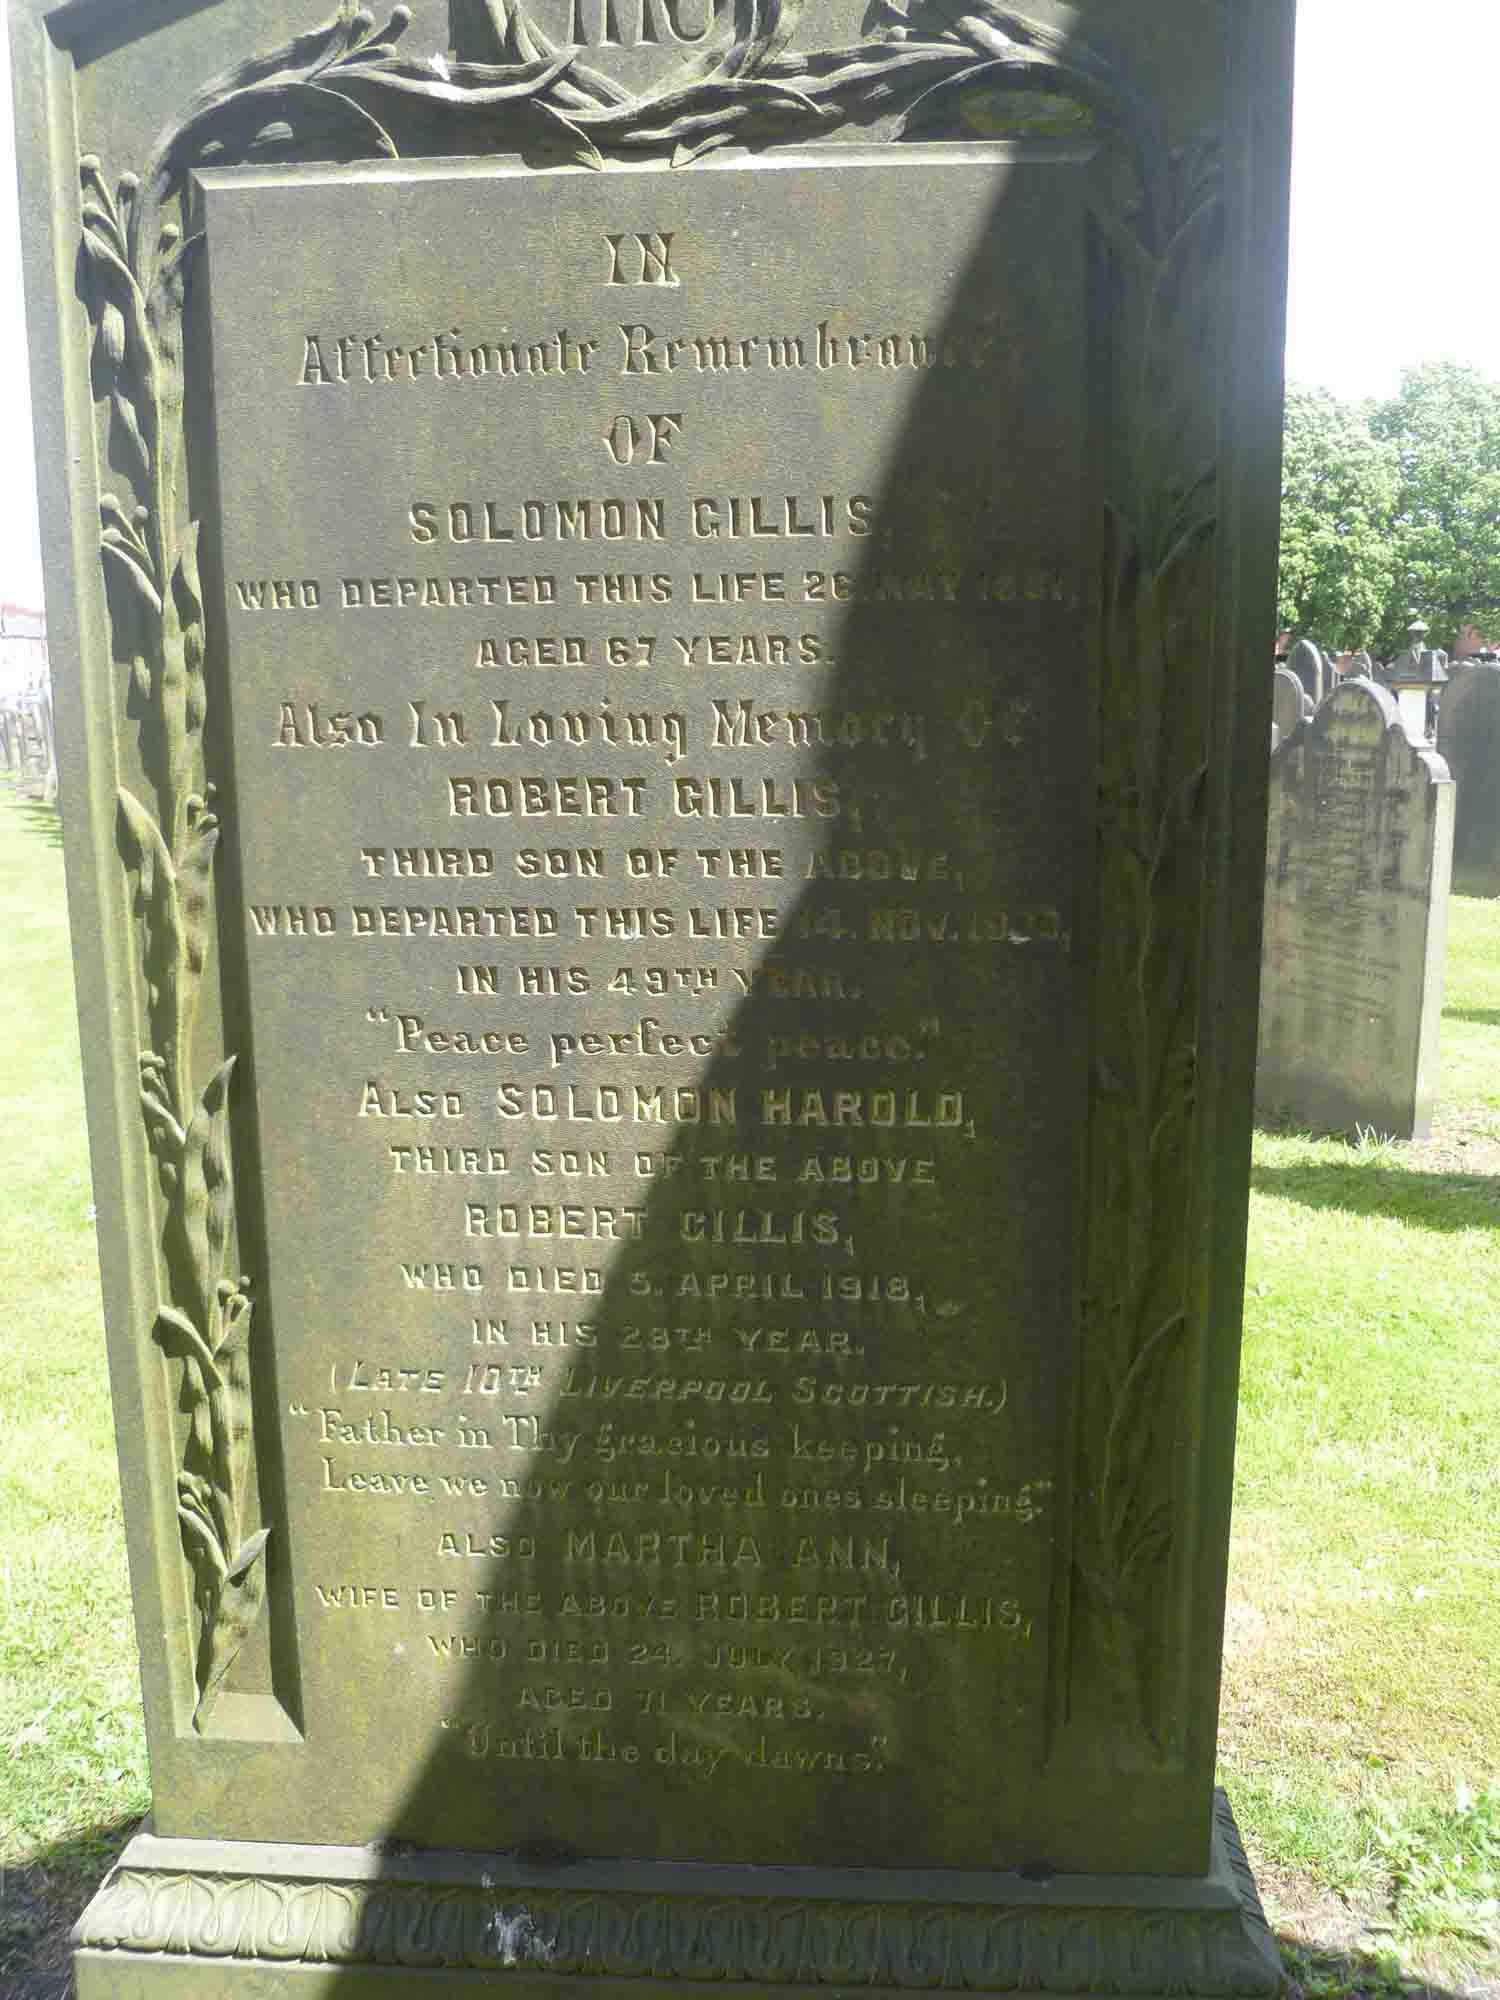 IHS
IN
Affectionate Remembrance,
OF
SOLOMON GILLIS,
WHO DEPARTED THIS LIFE 26 MAY
AGED 67 YEARS.
Also In Loving Memory Of
ROBERT GILLIS,
THIRD SON OF THE ABOVE,
WHO DEPARTED THIS LIFE 14. NOV.
IN HIS 49TH YEAR.
"Peace perfect peace."
ALSO SOLOMON HAROLD,
THIRD SON OF THE ABOVE
ROBERT GILLIS,
WHO DIED 5. APRIL 1918,
IN HIS 28TH YEAR.
(LATE 10TH LIVERPOOL SCOTTISH.)
"Father in Thy gracious keeping,
Leave we now our loved ones sleeping."
ALSO MARTHA ANN,
WIFE OF THE ABOVE ROBERT GILLIS,
WHO DIED 24. JULY 1927,
AGED 71 YEARS.
"Until the day dawns."